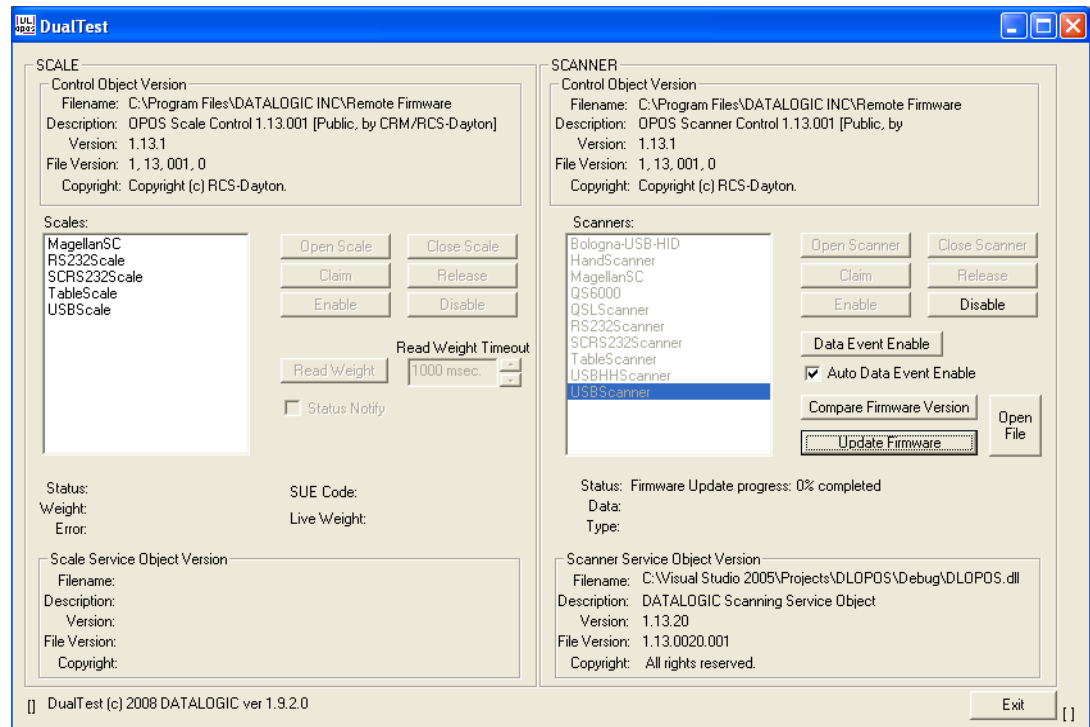 UL
opos
DualTest
SCALE
Control Object Version
Filename: C:\Program Files\DATALOGIC INC\Remote Firmware
Description: OPOS Scale Control 1.13.001 [Public, by CRM/RCS-Dayton]
Version: 1.13.1
File Version: 1, 13, 001, 0
Copyright: Copyright (c) RCS-Dayton.
Scales:
MagellanSC
RS232Scale
SCRS232Scale
TableScale
USBScale
Open Scale
Close Scale
Claim
Release
Enable
Disable
Read Weight Timeout
Read Weight
1000 msec.
Status Notify
Status:
Weight:
Error:
SUE Code:
Live Weight:
Scale Service Object Version
Filename:
Description:
Version:
File Version:
Copyright:
SCANNER
Control Object Version
Filename: C:\Program Files\DATALOGIC INC\Remote Firmware
Description: OPOS Scanner Control 1.13.001 [Public, by
Version: 1.13.1
File Version: 1, 13, 001, 0
Copyright: Copyright (c) RCS-Dayton.
Scanners:
Bologna-USB-HID
HandScanner
MagellanSC
QS6000
QSLScanner
RS232Scanner
SCRS232Scanner
TableScanner
USBHHScanner
USBScanner
Open Scanner
Close Scanner
Claim
Release
Enable
Disable
Data Event Enable
Auto Data Event Enable
Compare Firmware Version
Update Firmware
Open
File
Status: Firmware Update progress: 0% completed
Data:
Type:
Scanner Service Object Version
Filename: C:\Visual Studio 2005\Projects\DLOPOS\Debug\DLOPOS.dll
Description: DATALOGIC Scanning Service Object
Version: 1.13.20
File Version: 1.13.0020.001
Copyright: All rights reserved.
[] DualTest (c) 2008 DATALOGIC ver 1.9.2.0
Exit
[ ]